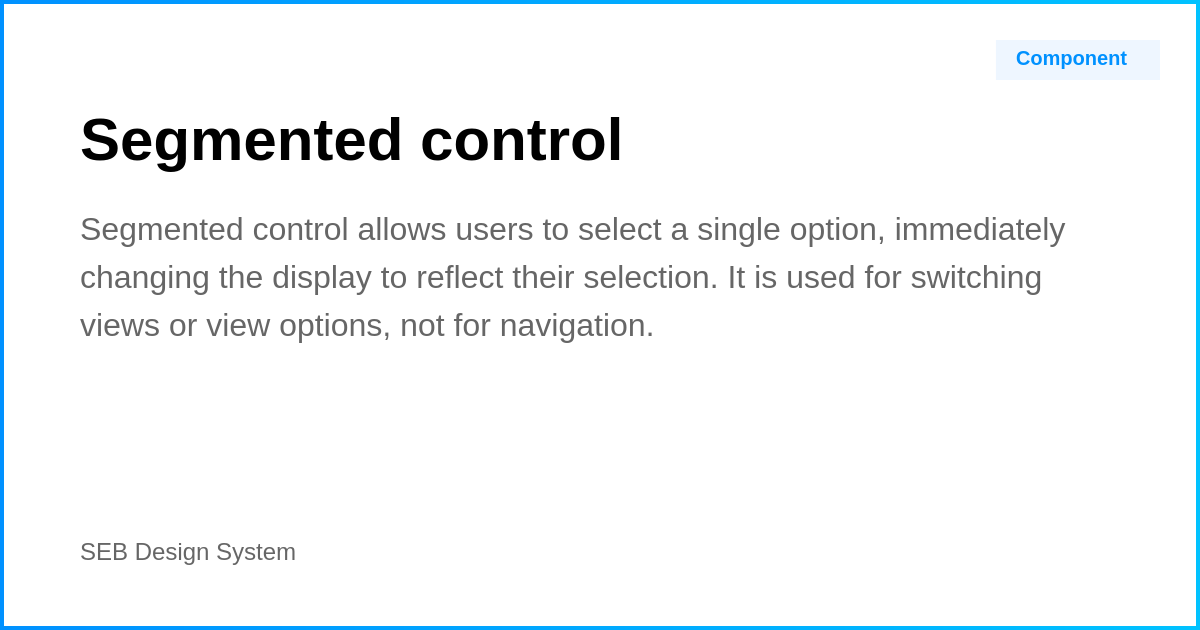 Component
Segmented control
Segmented control allows users to select a single option, immediately
changing the display to reflect their selection. It is used for switching
views or view options, not for navigation.
SEB Design System